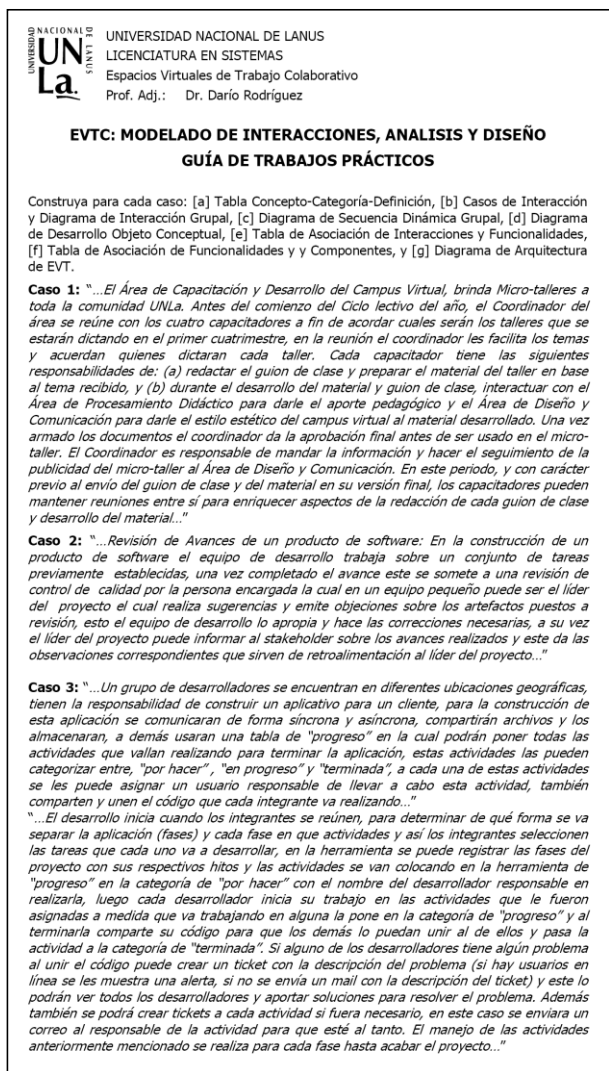 UNIVERSIDAD
NACIONAL
DE LANUS
UN
La.
UNIVERSIDAD NACIONAL DE LANUS
LICENCIATURA EN SISTEMAS
Espacios Virtuales de Trabajo Colaborativo
Prof. Adj.: Dr. Darío Rodríguez
EVTC: MODELADO DE INTERACCIONES, ANALISIS Y DISEÑO
GUÍA DE TRABAJOS PRÁCTICOS
Construya para cada caso: [a] Tabla Concepto-Categoría-Definición, [b] Casos de Interacción
y Diagrama de Interacción Grupal, [c] Diagrama de Secuencia Dinámica Grupal, [d] Diagrama
de Desarrollo Objeto Conceptual, [e] Tabla de Asociación de Interacciones y Funcionalidades,
[f] Tabla de Asociación de Funcionalidades y y Componentes, y [g] Diagrama de Arquitectura
de EVT.
Caso 1: "…El Área de Capacitación y Desarrollo del Campus Virtual, brinda Micro-talleres a
toda la comunidad UNLa. Antes del comienzo del Ciclo lectivo del año, el Coordinador del
área se reúne con los cuatro capacitadores a fin de acordar cuales serán los talleres que se
estarán dictando en el primer cuatrimestre, en la reunión el coordinador les facilita los temas
y acuerdan quienes dictaran cada taller. Cada capacitador tiene las siguientes
responsabilidades de: (a) redactar el guion de clase y preparar el material del taller en base
al tema recibido, y (b) durante el desarrollo del material y guion de clase, interactuar con el
Área de Procesamiento Didáctico para darle el aporte pedagógico y el Área de Diseño y
Comunicación para darle el estilo estético del campus virtual al material desarrollado. Una vez
armado los documentos el coordinador da la aprobación final antes de ser usado en el micro-
taller. El Coordinador es responsable de mandar la información y hacer el seguimiento de la
publicidad del micro-taller al Área de Diseño y Comunicación. En este periodo, y con carácter
previo al envío del guion de clase y del material en su versión final, los capacitadores pueden
mantener reuniones entre sí para enriquecer aspectos de la redacción de cada guion de clase
y desarrollo del material…"
Caso 2: "…Revisión de Avances de un producto de software: En la construcción de un
producto de software el equipo de desarrollo trabaja sobre un conjunto de tareas
previamente establecidas, una vez completado el avance este se somete a una revisión de
control de calidad por la persona encargada la cual en un equipo pequeño puede ser el líder
del proyecto el cual realiza sugerencias y emite objeciones sobre los artefactos puestos a
revisión, esto el equipo de desarrollo lo apropia y hace las correcciones necesarias, a su vez
el líder del proyecto puede informar al stakeholder sobre los avances realizados y este da las
observaciones correspondientes que sirven de retroalimentación al líder del proyecto…"
Caso 3: "…Un grupo de desarrolladores se encuentran en diferentes ubicaciones geográficas,
tienen la responsabilidad de construir un aplicativo para un cliente, para la construcción de
esta aplicación se comunicaran de forma síncrona y asíncrona, compartirán archivos y los
almacenaran, a demás usaran una tabla de "progreso" en la cual podrán poner todas las
actividades que vallan realizando para terminar la aplicación, estas actividades las pueden
categorizar entre, "por hacer" , "en progreso" y "terminada", a cada una de estas actividades
se les puede asignar un usuario responsable de llevar a cabo esta actividad, también
comparten y unen el código que cada integrante va realizando…"
"…El desarrollo inicia cuando los integrantes se reúnen, para determinar de qué forma se va
separar la aplicación (fases) y cada fase en que actividades y así los integrantes seleccionen
las tareas que cada uno va a desarrollar, en la herramienta se puede registrar las fases del
proyecto con sus respectivos hitos y las actividades se van colocando en la herramienta de
"progreso" en la categoría de "por hacer" con el nombre del desarrollador responsable en
realizarla, luego cada desarrollador inicia su trabajo en las actividades que le fueron
asignadas a medida que va trabajando en alguna la pone en la categoría de "progreso" y al
terminarla comparte su código para que los demás lo puedan unir al de ellos y pasa la
actividad a la categoría de "terminada". Si alguno de los desarrolladores tiene algún problema
al unir el código puede crear un ticket con la descripción del problema (si hay usuarios en
línea se les muestra una alerta, si no se envía un mail con la descripción del ticket) y este lo
podrán ver todos los desarrolladores y aportar soluciones para resolver el problema. Además
también se podrá crear tickets a cada actividad si fuera necesario, en este caso se enviara un
correo al responsable de la actividad para que esté al tanto. El manejo de las actividades
anteriormente mencionado se realiza para cada fase hasta acabar el proyecto…"